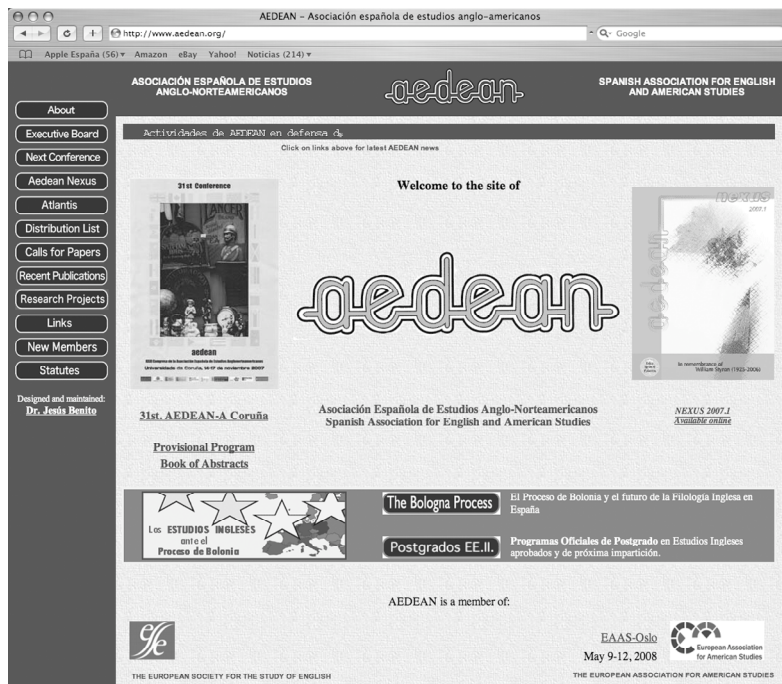 AEDEAN – Asociación española de estudios anglo-americanos
http://www.aedean.org/
Google
Apple España (56) Amazon eBay Yahoo! Noticias (214)
ASOCIACIÓN ESPAÑOLA DE ESTUDIOS
ANGLO-NORTEAMERICANOS
aedean
SPANISH ASSOCIATION FOR ENGLISH
AND AMERICAN STUDIES
About
Executive Board
Next Conference
Aedean Nexus
Atlantis
Distribution List
Calls for Papers
Recent Publications
Research Projects
Links
New Members
Statutes
Designed and maintained:
Dr. Jesús Benito
Actividades de AEDEAN en defensa d
Click on links above for latest AEDEAN news
31st Conference
aedean
Universidade da Coruña, 14-17 de noviembre 2007
31st. AEDEAN-A Coruña
Provisional Program
Book of Abstracts
Welcome to the site of
aedean
Asociación Española de Estudios Anglo-Norteamericanos
Spanish Association for English and American Studies
nexus
2007.1
aedean
In remembrance of
William Styron (1925-2006)
NEXUS 2007.1
Available online
Los ESTUDIOS INGLESES
ante el
Proceso de Bolonia
The Bologna Process
El Proceso de Bolonia y el futuro de la Filología Inglesa en
España
Postgrados EE.II.
Programas Oficiales de Postgrado en Estudios Ingleses
aprobados y de próxima impartición.
AEDEAN is a member of:
esse
THE EUROPEAN SOCIETY FOR THE STUDY OF ENGLISH
EAAS-Oslo
May 9-12, 2008
European Association
for American Studies
THE EUROPEAN ASSOCIATION FOR AMERICAN STUDIES